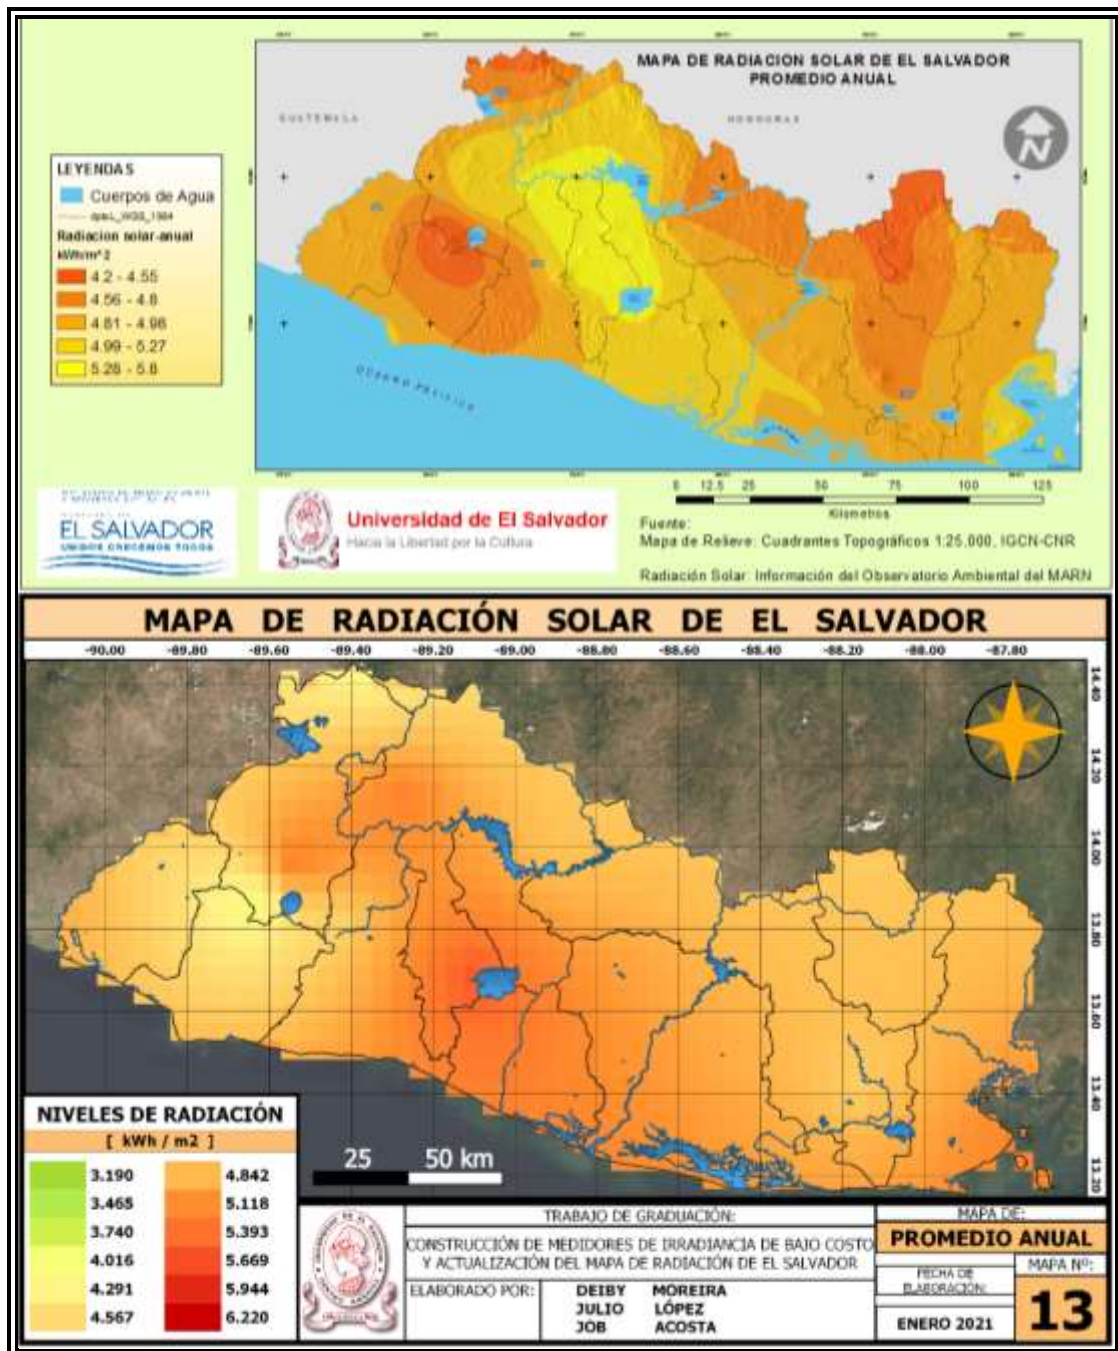 MAPA DE RADIACION SOLAR DE EL SALVADOR
PROMEDIO ANUAL
GUATEMALA
HONDURAS
N
LEYENDAS
Cuerpos de Agua
Radiacion solar-anual
kWh/m^2
4.2 - 4.55
4.56 - 4.8
4.81 - 4.98
4.99 - 5.27
5.28 - 5.8
OCEANO PACIFICO
0 12.5 25 50 75 100 125
Kilometros
EL SALVADOR
UNIDOS CRECEMOS TODOS
Universidad de El Salvador
Hacia la Libertad por la Cultura
Fuente:
Mapa de Relieve: Cuadrantes Topográficos 1:25,000, IGCN-CNR
Radiación Solar: Información del Observatorio Ambiental del MARN
MAPA DE RADIACIÓN SOLAR DE EL SALVADOR
-90.00 -89.80 -89.60 -89.40 -89.20 -89.00 -88.80 -88.60 -88.40 -88.20 -88.00 -87.80
14.40
14.20
14.00
13.80
13.60
13.40
13.20
NIVELES DE RADIACIÓN
[ kWh / m2 ]
3.190 4.842
3.465 5.118
3.740 5.393
4.016 5.669
4.291 5.944
4.567 6.220
25 50 km
TRABAJO DE GRADUACIÓN:
CONSTRUCCIÓN DE MEDIDORES DE IRRADIANCIA DE BAJO COSTO
Y ACTUALIZACIÓN DEL MAPA DE RADIACIÓN DE EL SALVADOR
ELABORADO POR:
DEIBY MOREIRA
JULIO LÓPEZ
JOB ACOSTA
MAPA DE:
PROMEDIO ANUAL
FECHA DE
ELABORACIÓN:
ENERO 2021
MAPA Nº:
13